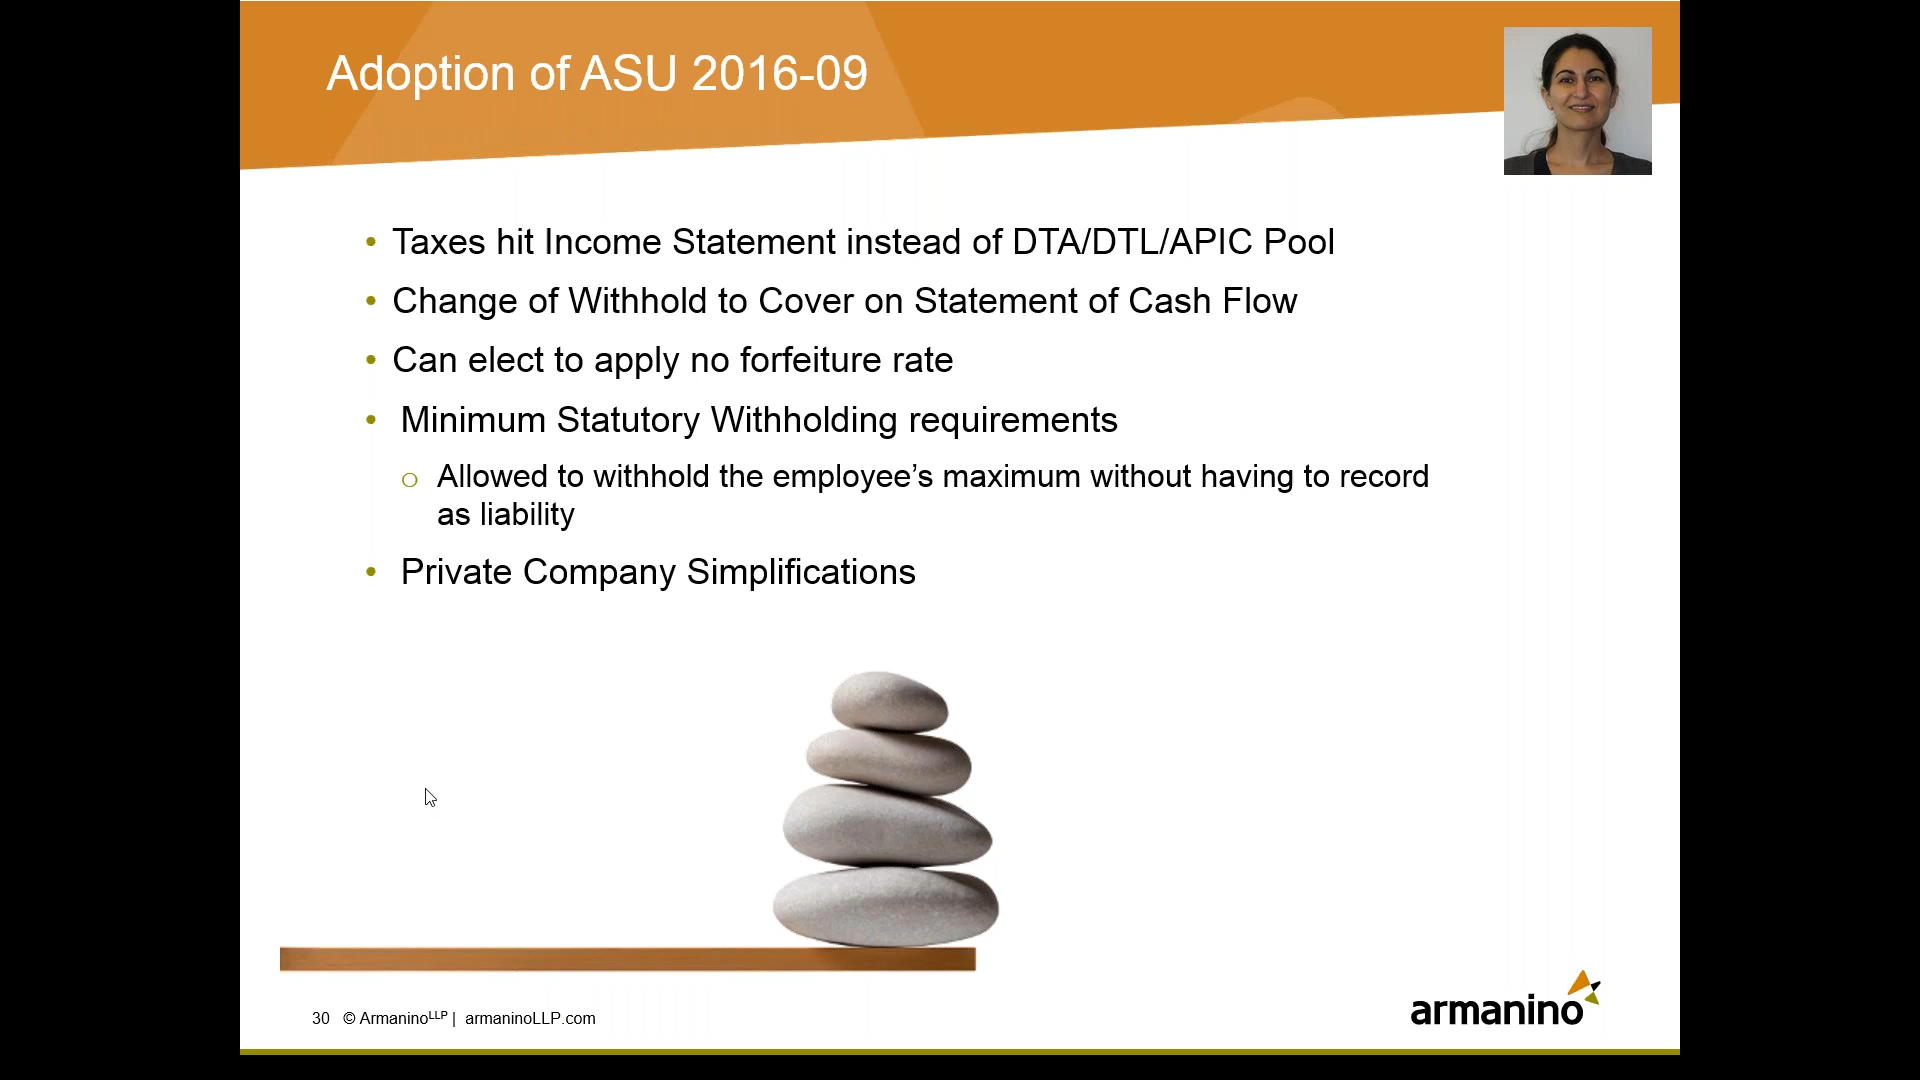 Adoption of ASU 2016-09
• Taxes hit Income Statement instead of DTA/DTL/APIC Pool
• Change of Withhold to Cover on Statement of Cash Flow
• Can elect to apply no forfeiture rate
• Minimum Statutory Withholding requirements
o Allowed to withhold the employee’s maximum without having to record
as liability
• Private Company Simplifications
30 © ArmaninoLLP | armaninoLLP.com
armanino